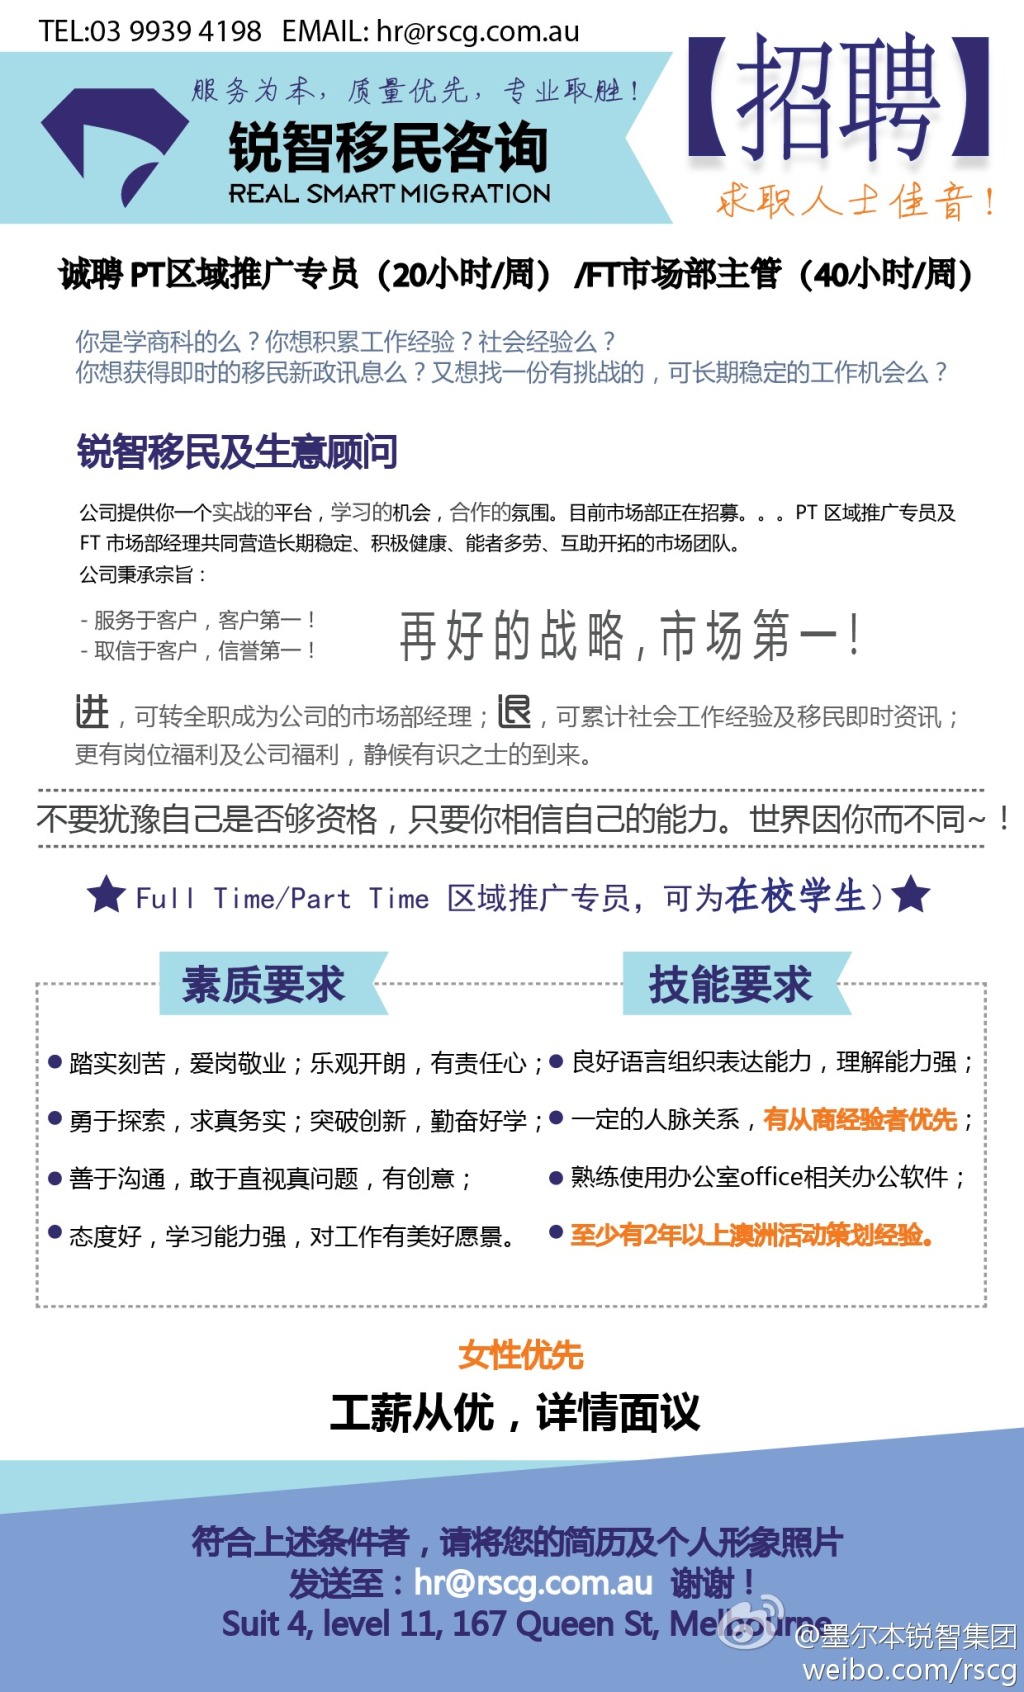 TEL:03 9939 4198 EMAIL: hr@rscg.com.au
服务为本，质量优先，专业取胜！
锐智移民咨询
REAL SMART MIGRATION
【招聘】
求职人士佳音！
诚聘 PT区域推广专员（20小时/周） /FT市场部主管（40小时/周）
你是学商科的么？你想积累工作经验？社会经验么？
你想获得即时的移民新政讯息么？又想找一份有挑战的，可长期稳定的工作机会么？
锐智移民及生意顾问
公司提供你一个实战的平台，学习的机会，合作的氛围。目前市场部正在招募。。。PT 区域推广专员及
FT 市场部经理共同营造长期稳定、积极健康、能者多劳、互助开拓的市场团队。
公司秉承宗旨：
- 服务于客户，客户第一！
- 取信于客户，信誉第一！
再好的战略，市场第一！
进，可转全职成为公司的市场部经理；退，可累计社会工作经验及移民即时资讯；
更有岗位福利及公司福利，静候有识之士的到来。
不要犹豫自己是否够资格，只要你相信自己的能力。世界因你而不同~！
★ Full Time/Part Time 区域推广专员，可为在校学生）★
素质要求
● 踏实刻苦，爱岗敬业；乐观开朗，有责任心；
● 勇于探索，求真务实；突破创新，勤奋好学；
● 善于沟通，敢于直视真问题，有创意；
● 态度好，学习能力强，对工作有美好愿景。
技能要求
● 良好语言组织表达能力，理解能力强；
● 一定的人脉关系，有从商经验者优先；
● 熟练使用办公室office相关办公软件；
● 至少有2年以上澳洲活动策划经验。
女性优先
工薪从优，详情面议
符合上述条件者，请将您的简历及个人形象照片
发送至：hr@rscg.com.au 谢谢！
Suit 4, level 11, 167 Queen St, Melbourne
@墨尔本锐智集团
weibo.com/rscg